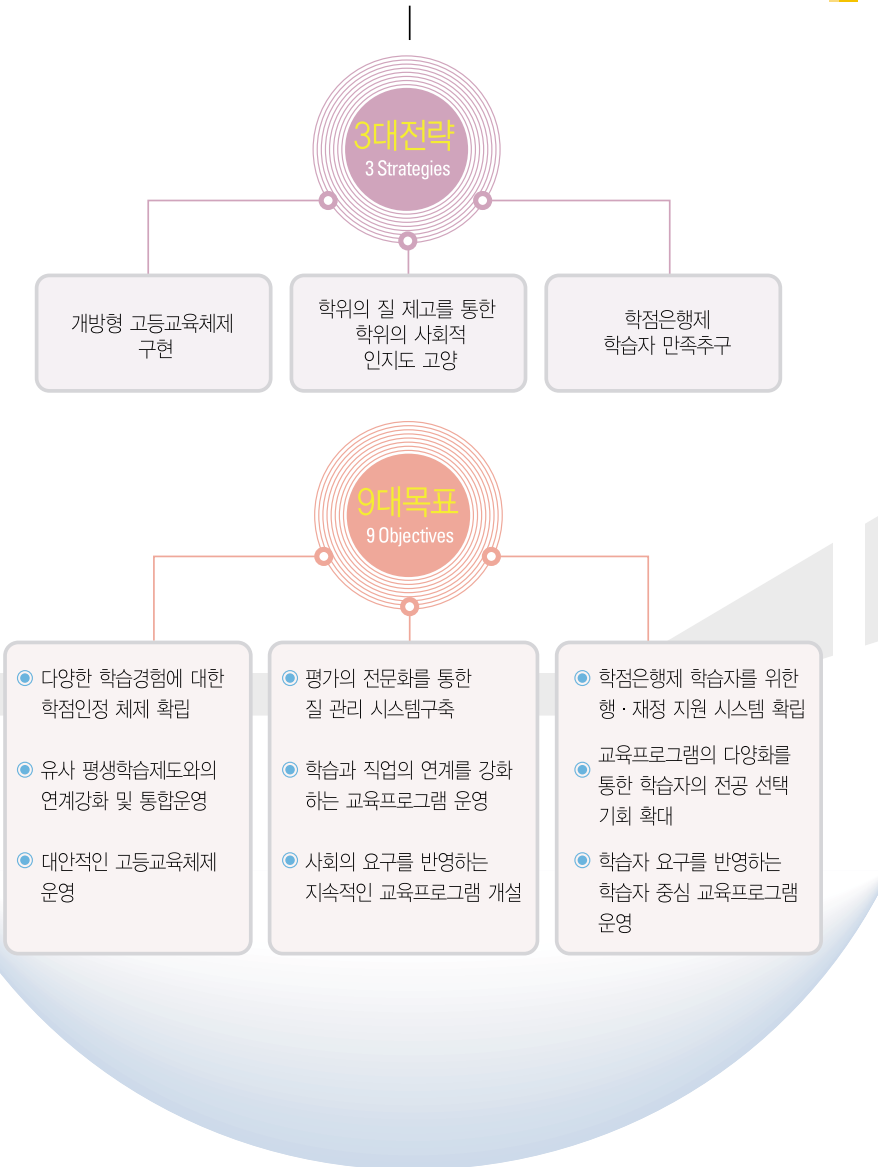 3대전략
3 Strategies
개방형 고등교육체제
구현
학위의 질 제고를 통한
학위의 사회적
인지도 고양
학점은행제
학습자 만족추구
9대목표
9 Objectives
다양한 학습경험에 대한
학점인정 체제 확립
유사 평생학습제도와의
연계강화 및 통합운영
대안적인 고등교육체제
운영
평가의 전문화를 통한
질 관리 시스템구축
학습과 직업의 연계를 강화
하는 교육프로그램 운영
사회의 요구를 반영하는
지속적인 교육프로그램 개설
학점은행제 학습자를 위한
행·재정 지원 시스템 확립
교육프로그램의 다양화를
통한 학습자의 전공 선택
기회 확대
학습자 요구를 반영하는
학습자 중심 교육프로그램
운영